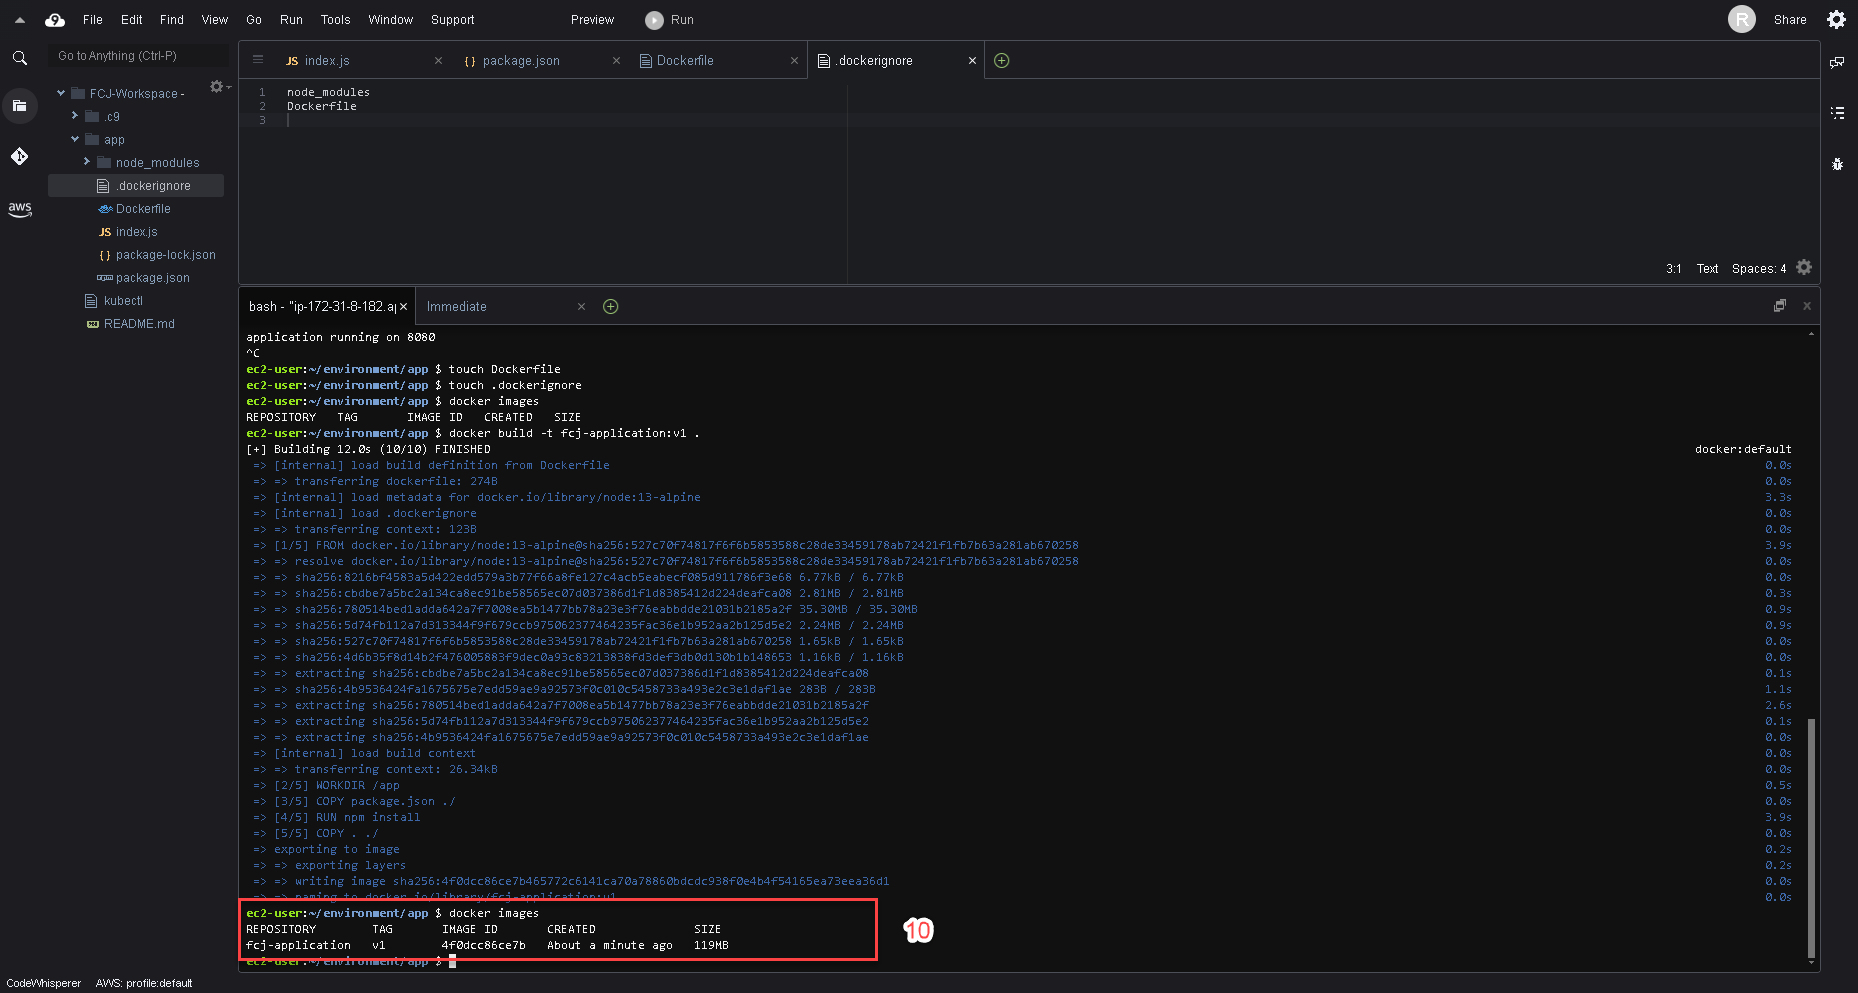 File Edit Find View Go Run Tools Window Support Preview Run R Share
Go to Anything (Ctrl-P)
FCJ-Workspace -
.c9
app
node_modules
.dockerignore
Dockerfile
JS index.js
{ } package-lock.json
package.json
kubectl
README.md
aws
JS index.js
{ } package.json
Dockerfile
.dockerignore
1 node_modules
2 Dockerfile
3
3:1 Text Spaces: 4
bash - "ip-172-31-8-182.a
Immediate
application running on 8080
^C
ec2-user:~/environment/app $ touch Dockerfile
ec2-user:~/environment/app $ touch .dockerignore
ec2-user:~/environment/app $ docker images
REPOSITORY TAG IMAGE ID CREATED SIZE
ec2-user:~/environment/app $ docker build -t fcj-application:v1 .
[+] Building 12.0s (10/10) FINISHED docker:default
=> [internal] load build definition from Dockerfile 0.0s
=> => transferring dockerfile: 274B 0.0s
=> [internal] load metadata for docker.io/library/node:13-alpine 3.3s
=> [internal] load .dockerignore 0.0s
=> => transferring context: 123B 0.0s
=> [1/5] FROM docker.io/library/node:13-alpine@sha256:527c70f74817f6f6b5853588c28de33459178ab72421f1fb7b63a281ab670258 3.9s
=> => resolve docker.io/library/node:13-alpine@sha256:527c70f74817f6f6b5853588c28de33459178ab72421f1fb7b63a281ab670258 0.0s
=> => sha256:8216bf4583a5d422edd579a3b77f66a8fe127c4acb5eabecf085d911786f3e68 6.77kB / 6.77kB 0.0s
=> => sha256:cbdbe7a5bc2a134ca8ec91be58565ec07d037386d1f1d8385412d224deafca08 2.81MB / 2.81MB 0.3s
=> => sha256:780514bed1adda642a7f7008ea5b1477bb78a23e3f76eabbdde21031b2185a2f 35.30MB / 35.30MB 0.9s
=> => sha256:5d74fb112a7d313344f9f679ccb975062377464235fac36e1b952aa2b125d5e2 2.24MB / 2.24MB 0.9s
=> => sha256:527c70f74817f6f6b5853588c28de33459178ab72421f1fb7b63a281ab670258 1.65kB / 1.65kB 0.0s
=> => sha256:4d6b35f8d14b2f476005883f9dec0a93c83213838fd3def3db0d130b1b148653 1.16kB / 1.16kB 0.0s
=> => extracting sha256:cbdbe7a5bc2a134ca8ec91be58565ec07d037386d1f1d8385412d224deafca08 0.1s
=> => sha256:4b9536424fa1675675e7edd59ae9a92573f0c010c5458733a493e2c3e1daf1ae 283B / 283B 1.1s
=> => extracting sha256:780514bed1adda642a7f7008ea5b1477bb78a23e3f76eabbdde21031b2185a2f 2.6s
=> => extracting sha256:5d74fb112a7d313344f9f679ccb975062377464235fac36e1b952aa2b125d5e2 0.1s
=> => extracting sha256:4b9536424fa1675675e7edd59ae9a92573f0c010c5458733a493e2c3e1daf1ae 0.0s
=> [internal] load build context 0.0s
=> => transferring context: 26.34kB 0.0s
=> [2/5] WORKDIR /app 0.5s
=> [3/5] COPY package.json ./ 0.0s
=> [4/5] RUN npm install 3.9s
=> [5/5] COPY . ./ 0.0s
=> exporting to image 0.2s
=> => exporting layers 0.2s
=> => writing image sha256:4f0dcc86ce7b465772c6141ca70a78860bdcdc938f0e4b4f54165ea73eea36d1 0.0s
=> => naming to docker.io/library/fcj-application:v1 0.0s
ec2-user:~/environment/app $ docker images
REPOSITORY TAG IMAGE ID CREATED SIZE
fcj-application v1 4f0dcc86ce7b About a minute ago 119MB
ec2-user:~/environment/app $
10
CodeWhisperer AWS: profile:default